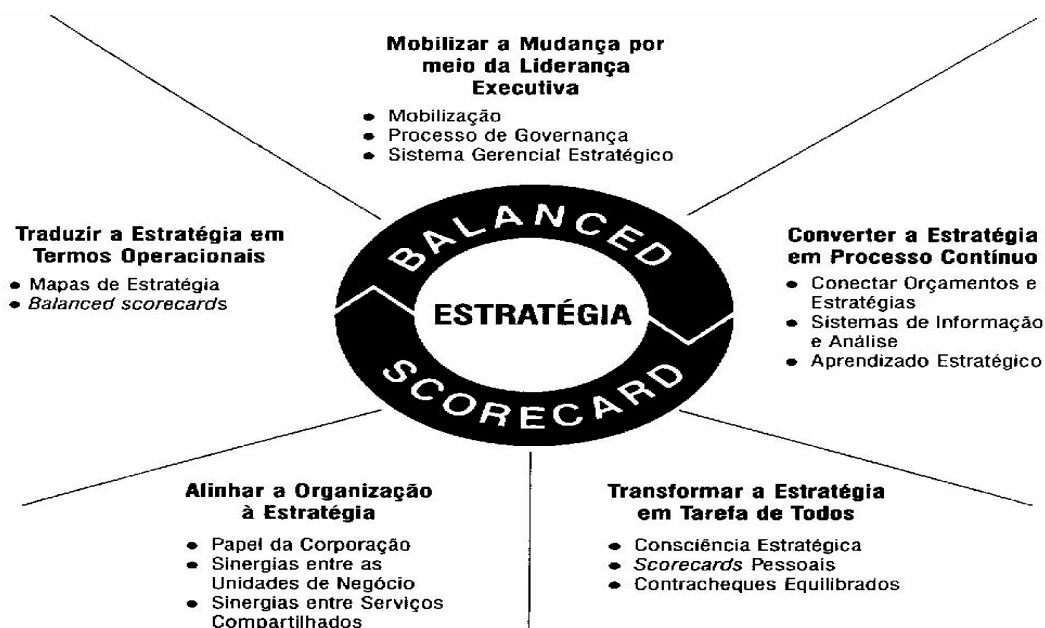 Mobilizar a Mudança por
meio da Liderança
Executiva
• Mobilização
• Processo de Governança
• Sistema Gerencial Estratégico
Traduzir a Estratégia em
Termos Operacionais
• Mapas de Estratégia
• Balanced scorecards
BALANCED
ESTRATÉGIA
SCORECARD
Converter a Estratégia
em Processo Contínuo
• Conectar Orçamentos e
Estratégias
• Sistemas de Informação
e Análise
• Aprendizado Estratégico
Alinhar a Organização
à Estratégia
• Papel da Corporação
• Sinergias entre as
Unidades de Negócio
• Sinergias entre Serviços
Compartilhados
Transformar a Estratégia
em Tarefa de Todos
• Consciência Estratégica
• Scorecards Pessoais
• Contracheques Equilibrados